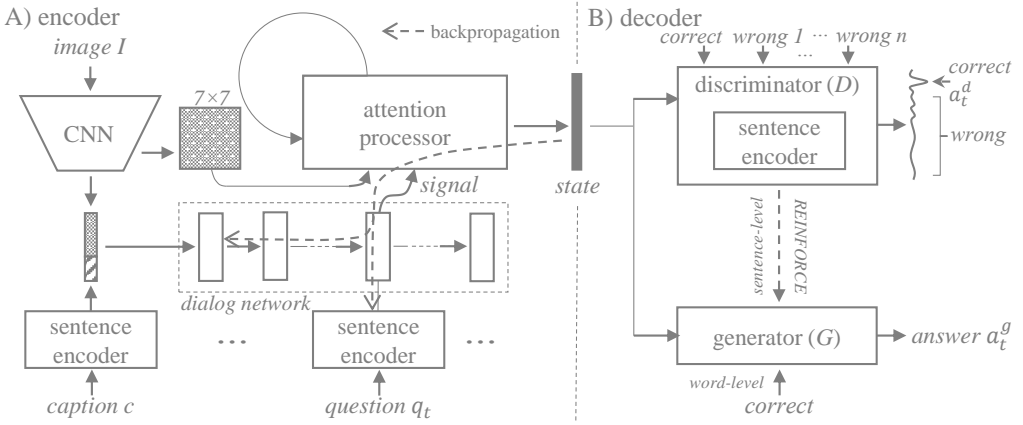 A) encoder
image I
CNN
7×7
attention
processor
backpropagation
signal
state
dialog network
sentence
encoder
...
sentence
encoder
...
caption c
question q_t
B) decoder
correct wrong 1 ··· wrong n
...
discriminator (D)
sentence
encoder
correct
a_t^d
wrong
sentence-level
REINFORCE
generator (G)
answer a_t^g
word-level
correct